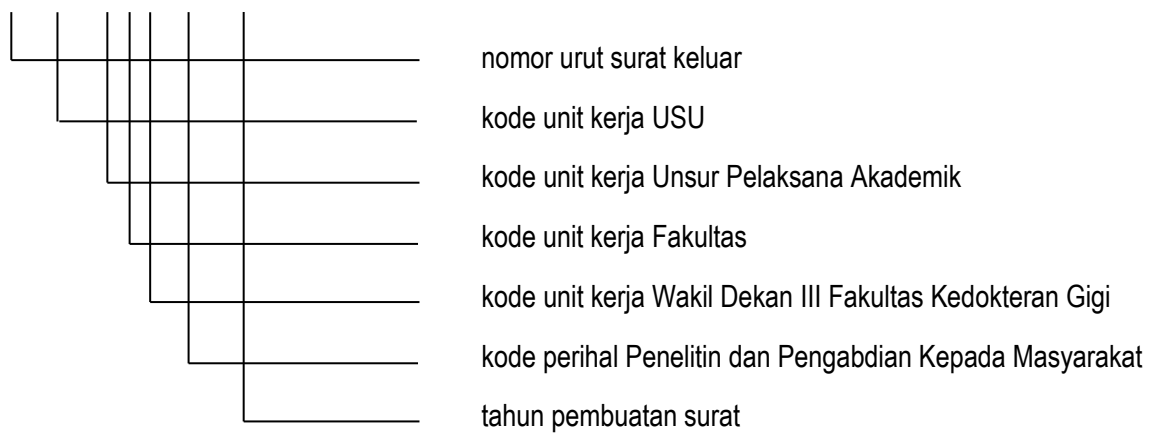 nomor urut surat keluar
kode unit kerja USU
kode unit kerja Unsur Pelaksana Akademik
kode unit kerja Fakultas
kode unit kerja Wakil Dekan III Fakultas Kedokteran Gigi
kode perihal Penelitin dan Pengabdian Kepada Masyarakat
tahun pembuatan surat